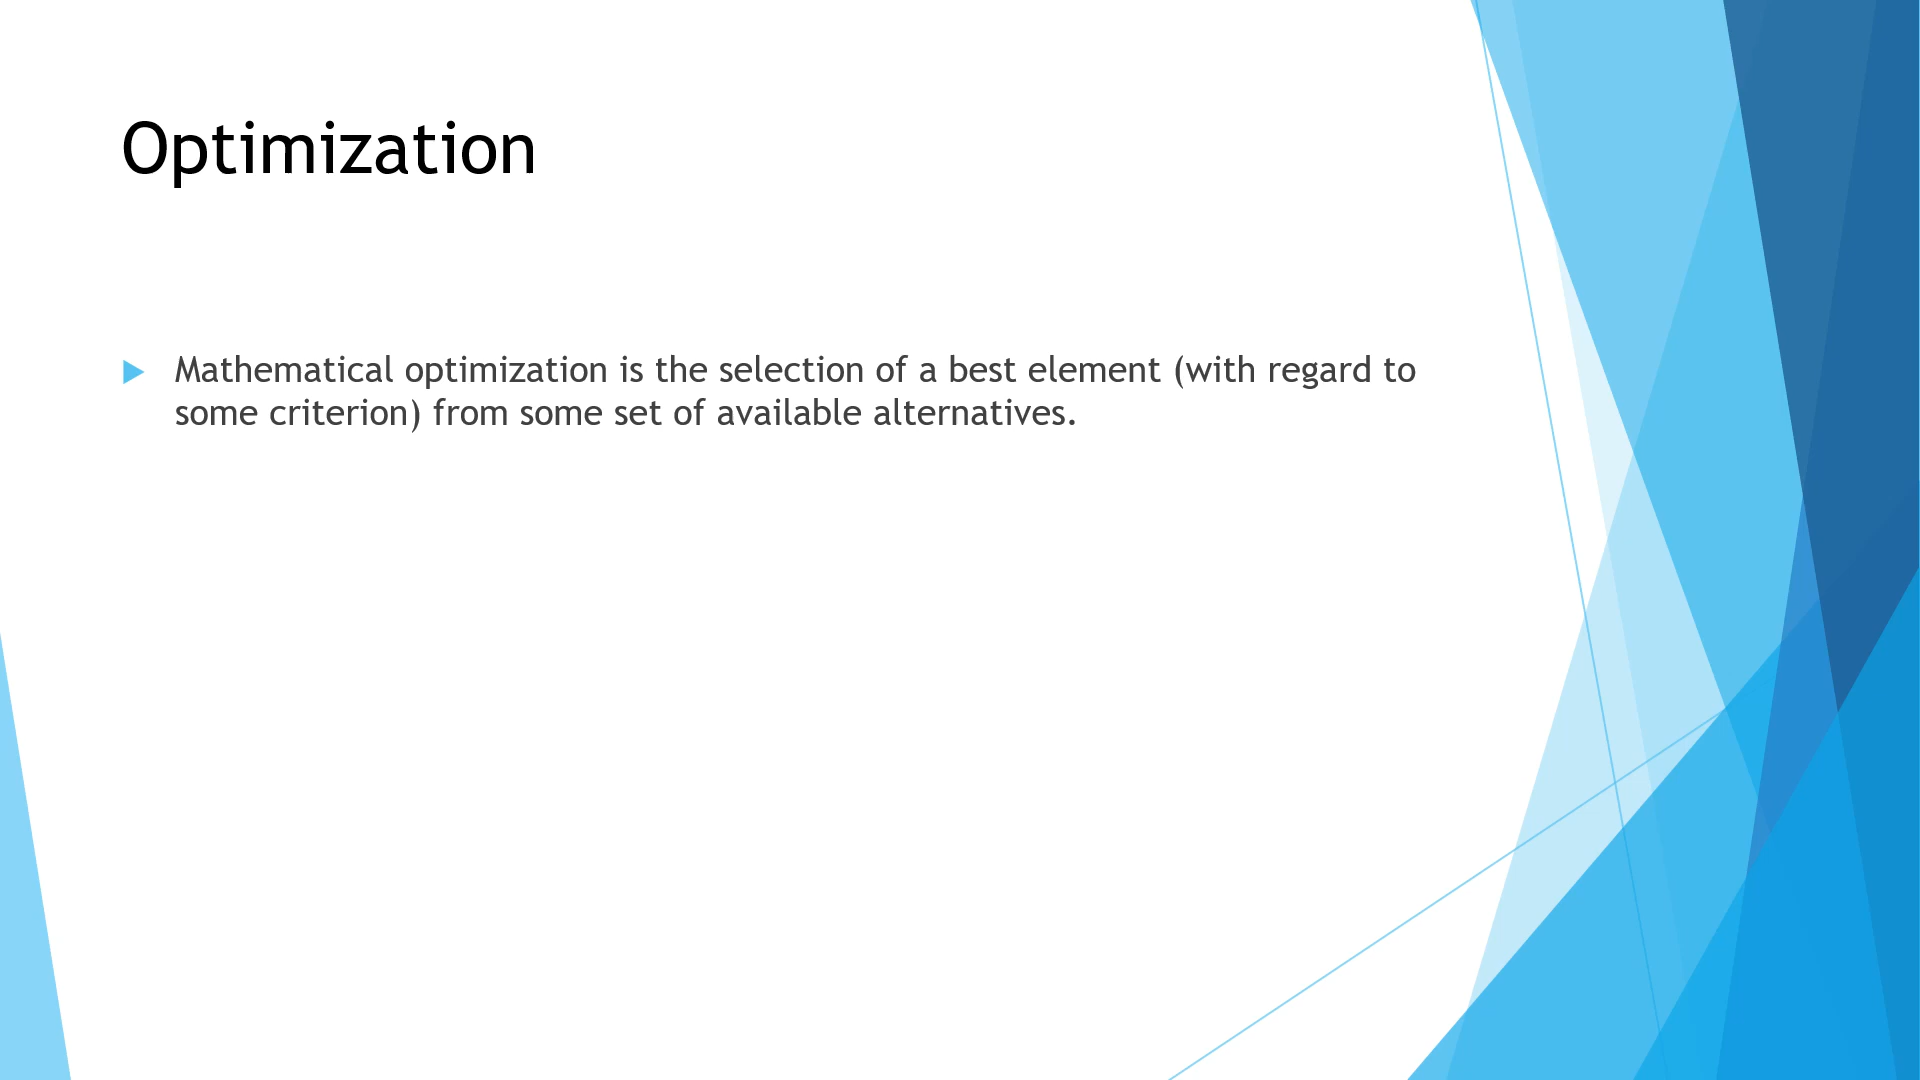 Optimization
Mathematical optimization is the selection of a best element (with regard to
some criterion) from some set of available alternatives.